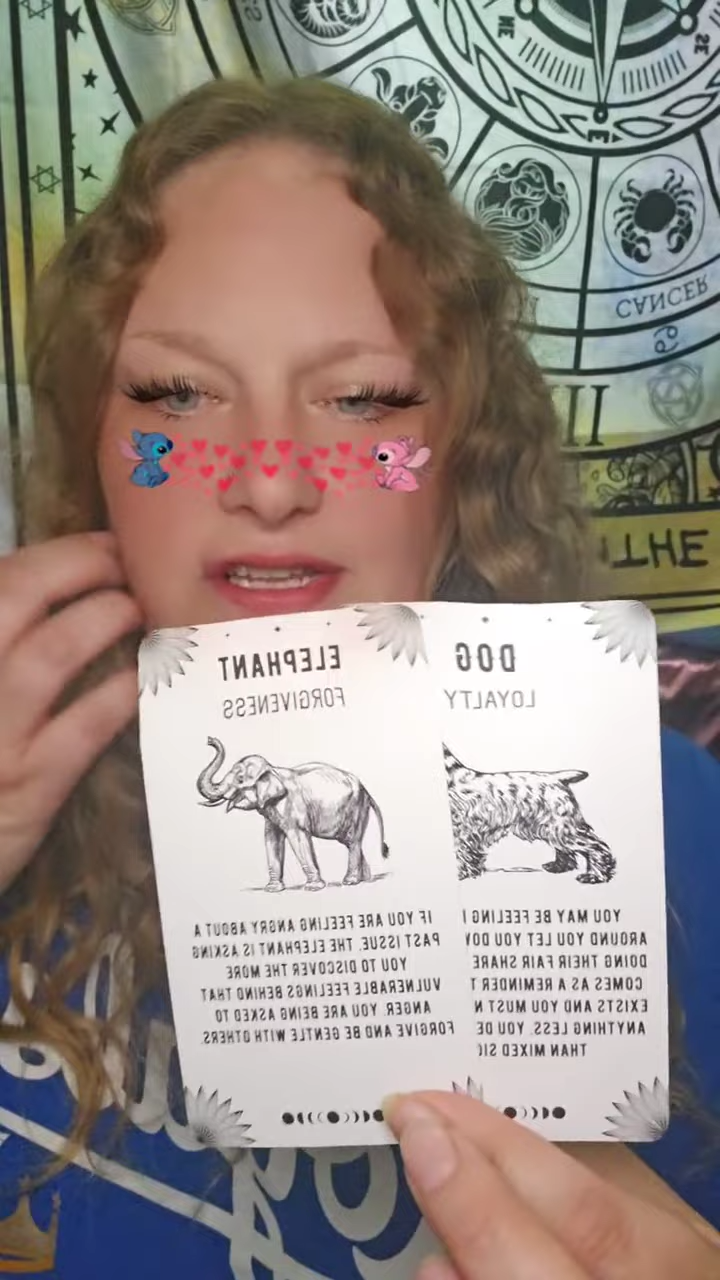 NE
SE
E
CANCER
THE
ELEPHANT
FORGIVENESS
IF YOU ARE FEELING ANGRY ABOUT A
PAST ISSUE, THE ELEPHANT IS ASKING
YOU TO DISCOVER THE MORE
VULNERABLE FEELINGS BEHIND THAT
ANGER. YOU ARE BEING ASKED TO
FORGIVE AND BE GENTLE WITH OTHERS.
DOG
LOYALTY
YOU MAY BE FEELING
AROUND YOU LET YOU
DOING THEIR FAIR SHARE
COMES AS A REMINDER
EXISTS AND YOU MUST
ANYTHING LESS. YOU
THAN MIXED